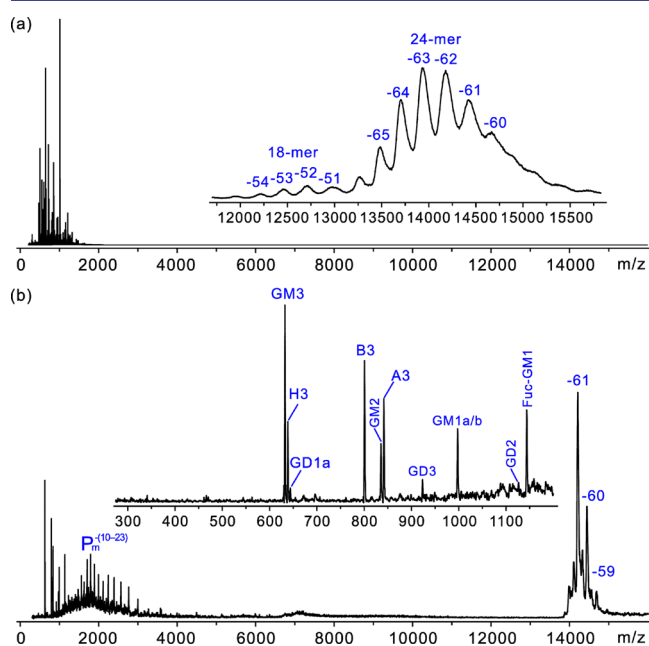 (a)
24-mer
-63 -62
-64
-61
-60
-65
18-mer
-54 -53 -52 -51
12000 12500 13000 13500 14000 14500 15000 15500
0 2000 4000 6000 8000 10000 12000 14000 m/z
(b)
GM3
B3
H3
GM2
A3
GD1a
GD3
GM1a/b
GD2
Fuc-GM1
300 400 500 600 700 800 900 1000 1100
-61
-60
-59
Pm-(10–23)
0 2000 4000 6000 8000 10000 12000 14000 m/z